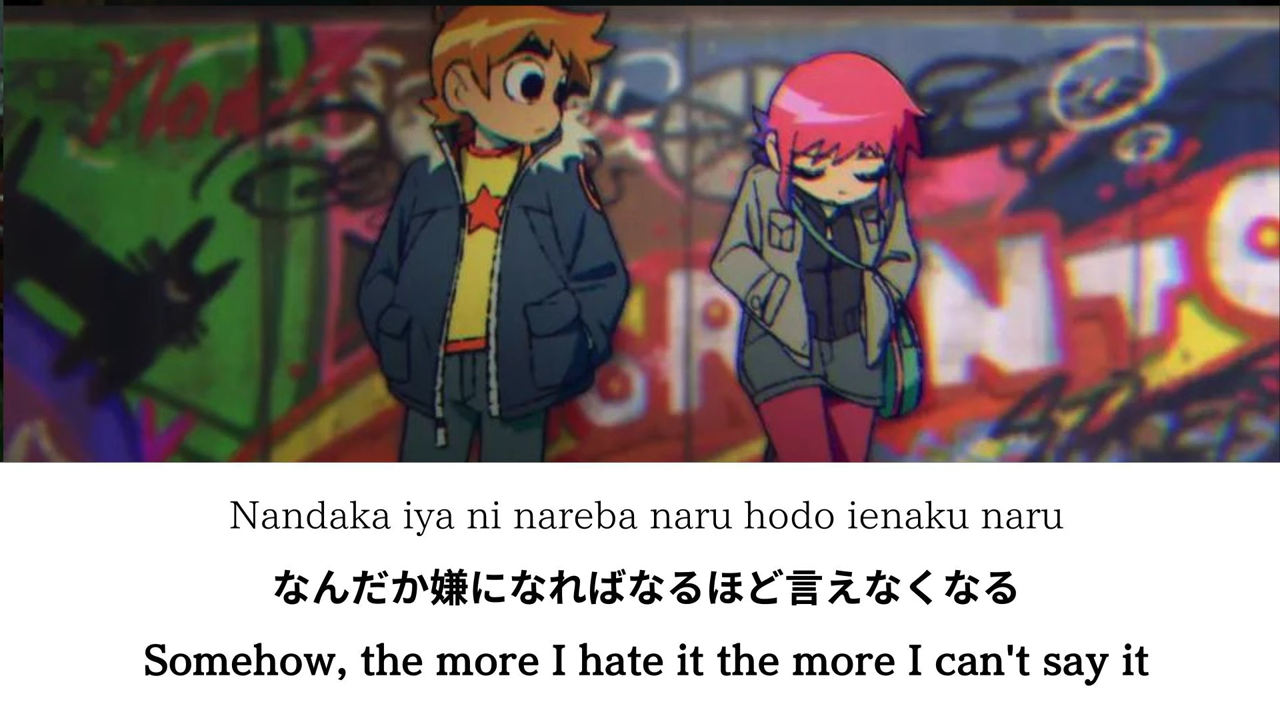 Nandaka iya ni nareba naru hodo ienaku naru
なんだか嫌になればなるほど言えなくなる
Somehow, the more I hate it the more I can't say it